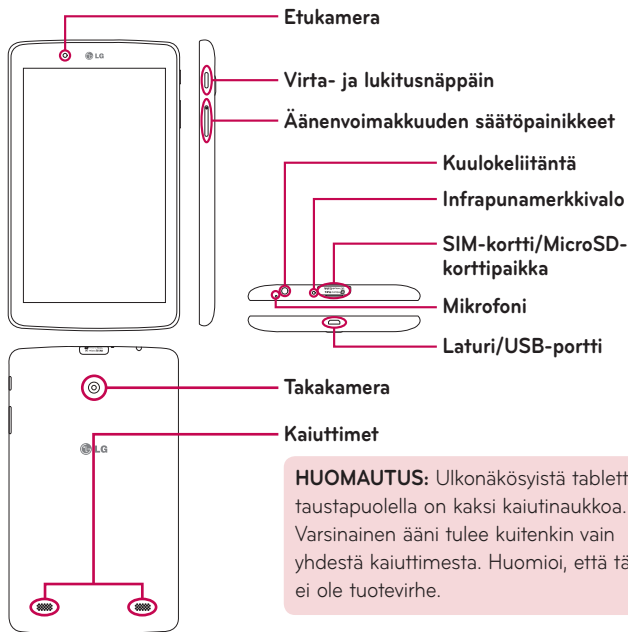 Etukamera
LG
Virta- ja lukitusnäppäin
Äänenvoimakkuuden säätöpainikkeet
Kuulokeliitäntä
Infrapunamerkkivalo
SIM-kortti/MicroSD-
korttipaikka
Mikrofoni
Laturi/USB-portti
Takakamera
Kaiuttimet
LG
HUOMAUTUS: Ulkonäkösyistä
taustapuolella on kaksi kaiutinaukkoa.
Varsinainen ääni tulee kuitenkin vain
yhdestä kaiuttimesta. Huomioi, että
ei ole tuotevirhe.